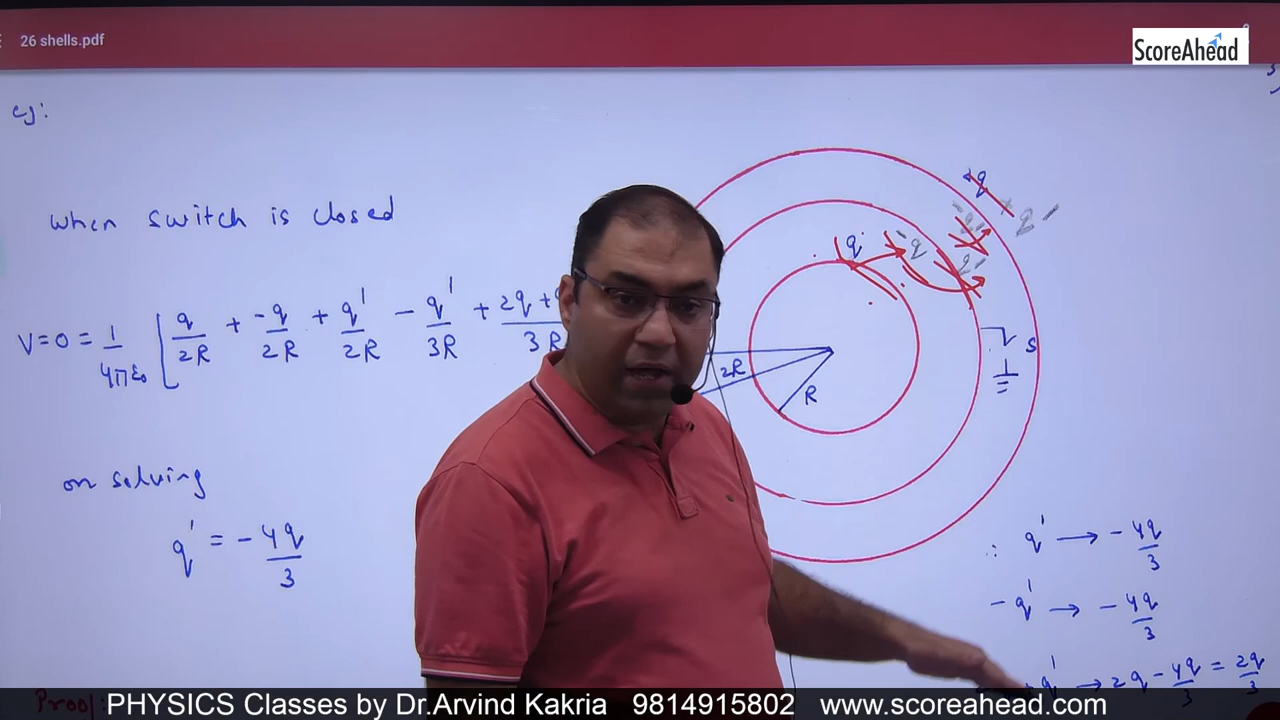 26 shells.pdf
ScoreAhead
eg:
When switch is closed
V=0 = 1/4πε₀ [ q/2R + -q/2R + q'/2R - q'/3R + 2q+q/3R
on solving
q' = - 4q/3
2q + q'
-q'
q'
-q
q
2R
R
S
∴ q' → - 4q/3
-q' → - 4q/3
+q' → 2q - 4q/3 = 2q/3
Proof:
PHYSICS Classes by Dr.Arvind Kakria 9814915802 www.scoreahead.com